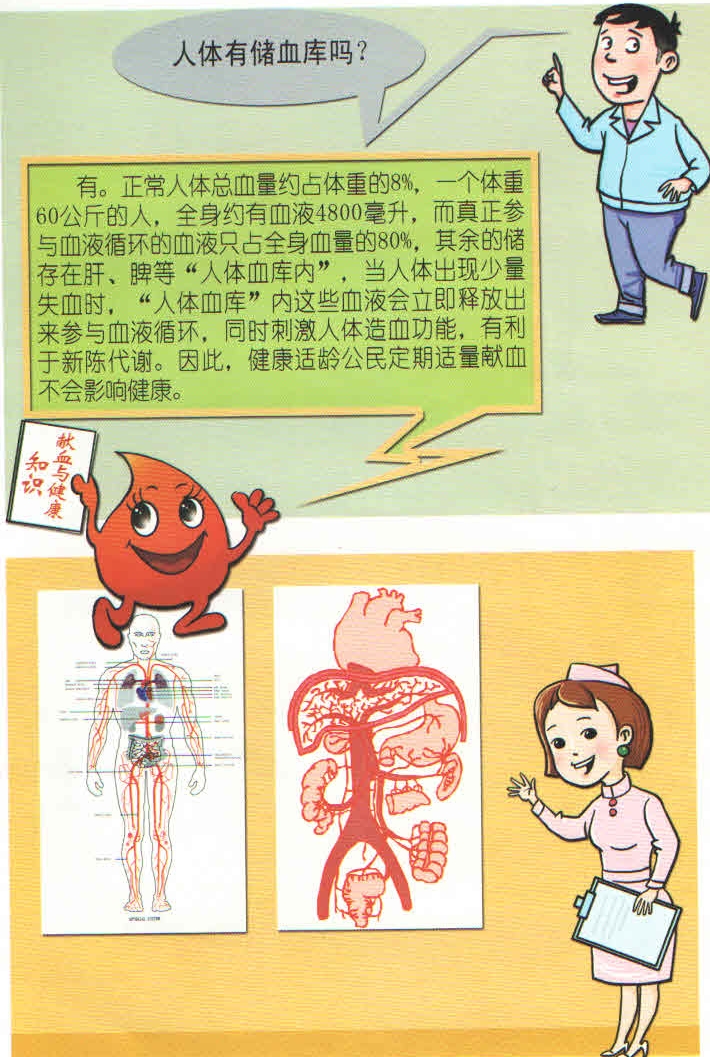 人体有储血库吗?
有。正常人体总血量约占体重的8%，一个体重
60公斤的人，全身约有血液4800毫升，而真正参
与血液循环的血液只占全身血量的80%，其余的储
存在肝、脾等“人体血库内”，当人体出现少量
失血时，“人体血库”内这些血液会立即释放出
来参与血液循环，同时刺激人体造血功能，有利
于新陈代谢。因此，健康适龄公民定期适量献血
不会影响健康。
献血与健康
知识